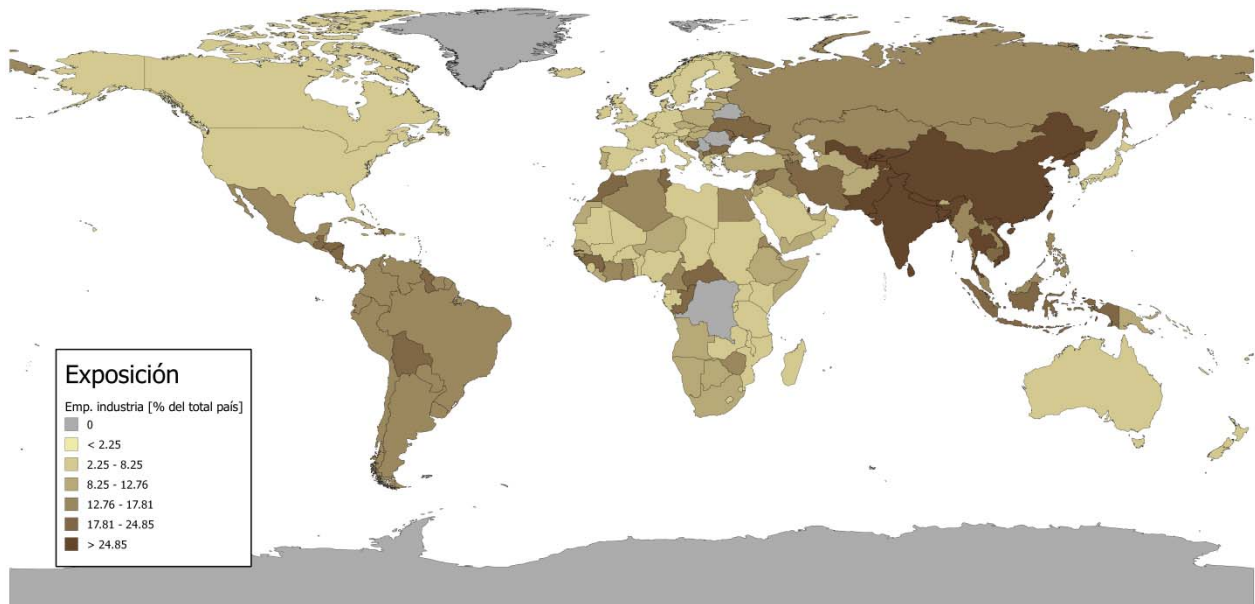 Exposición
Emp. industria [% del total país]
0
< 2.25
2.25 - 8.25
8.25 - 12.76
12.76 - 17.81
17.81 - 24.85
> 24.85